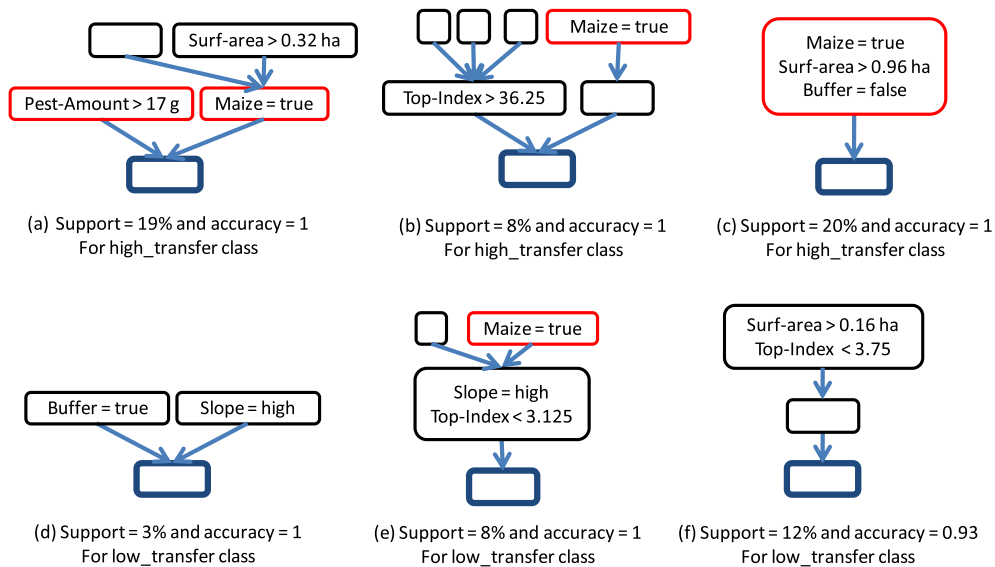 Surf-area > 0.32 ha
Pest-Amount > 17 g
Maize = true
(a) Support = 19% and accuracy = 1
For high_transfer class
Maize = true
Top-Index > 36.25
(b) Support = 8% and accuracy = 1
For high_transfer class
Maize = true
Surf-area > 0.96 ha
Buffer = false
(c) Support = 20% and accuracy = 1
For high_transfer class
Buffer = true
Slope = high
(d) Support = 3% and accuracy = 1
For low_transfer class
Maize = true
Slope = high
Top-Index < 3.125
(e) Support = 8% and accuracy = 1
For low_transfer class
Surf-area > 0.16 ha
Top-Index < 3.75
(f) Support = 12% and accuracy = 0.93
For low_transfer class